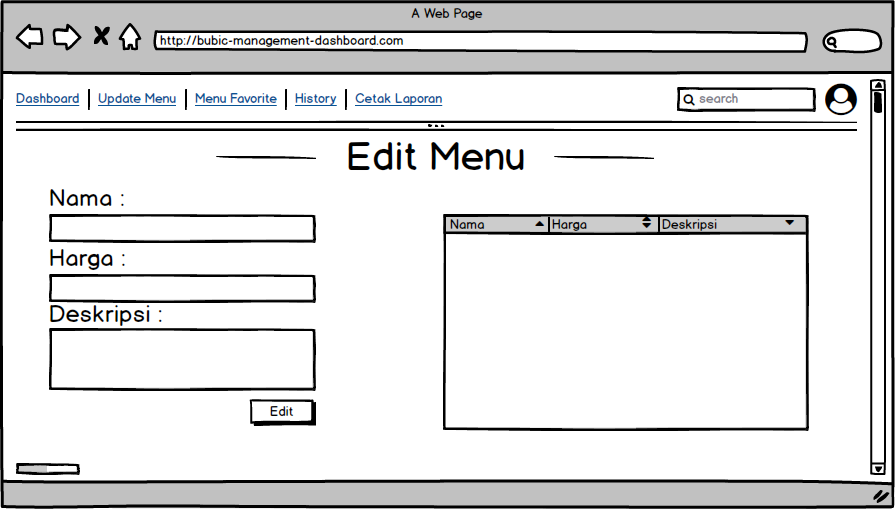 A Web Page
http://bubic-management-dashboard.com
Dashboard Update Menu Menu Favorite History Cetak Laporan search
Edit Menu
Nama :
Harga :
Deskripsi :
Edit
Nama Harga Deskripsi